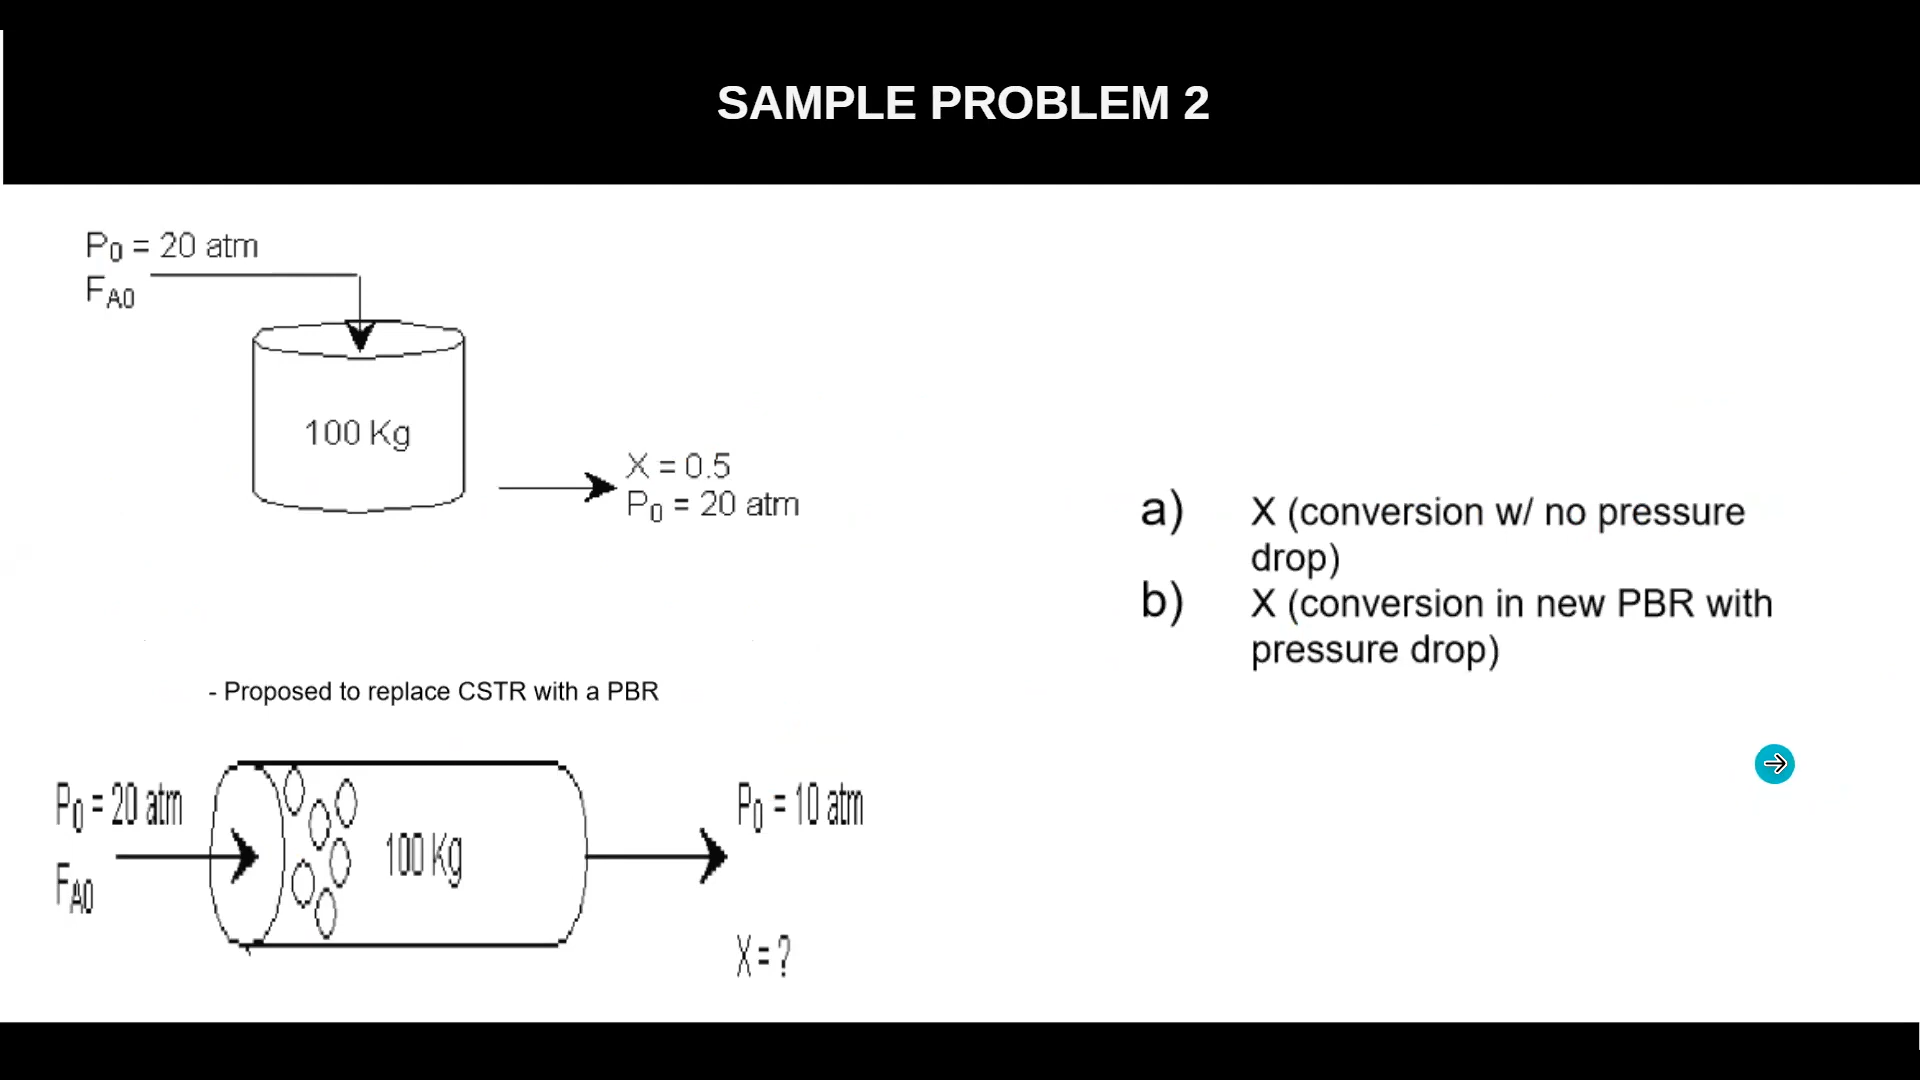 SAMPLE PROBLEM 2
P0 = 20 atm
FA0
100 Kg
X = 0.5
P0 = 20 atm
a) X (conversion w/ no pressure
drop)
b) X (conversion in new PBR with
pressure drop)
- Proposed to replace CSTR with a PBR
P0 = 20 atm
FA0
100 Kg
P0 = 10 atm
X = ?